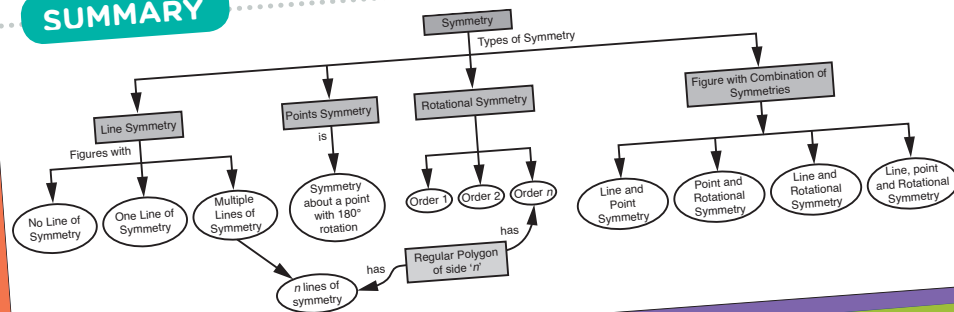 SUMMARY
Symmetry
Types of Symmetry
Line Symmetry
Points Symmetry
Rotational Symmetry
Figure with Combination of
Symmetries
Figures with
is
No Line of
Symmetry
One Line of
Symmetry
Multiple
Lines of
Symmetry
Symmetry
about a point
with 180°
rotation
Order 1
Order 2
Order n
Line and
Point
Symmetry
Point and
Rotational
Symmetry
Line and
Rotational
Symmetry
Line, point
and Rotational
Symmetry
has
has
Regular Polygon
of side 'n'
n lines of
symmetry